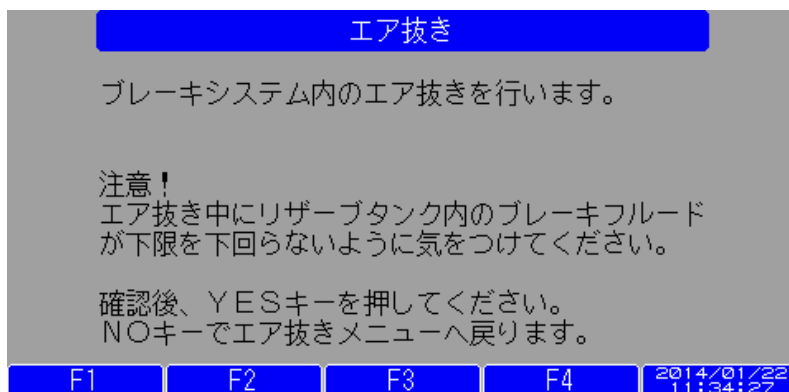 エア抜き
ブレーキシステム内のエア抜きを行います。
注意！
エア抜き中にリザーブタンク内のブレーキフルード
が下限を下回らないように気をつけてください。
確認後、ＹＥＳキーを押してください。
ＮＯキーでエア抜きメニューへ戻ります。
F1 F2 F3 F4 2014/01/22
11:34:27